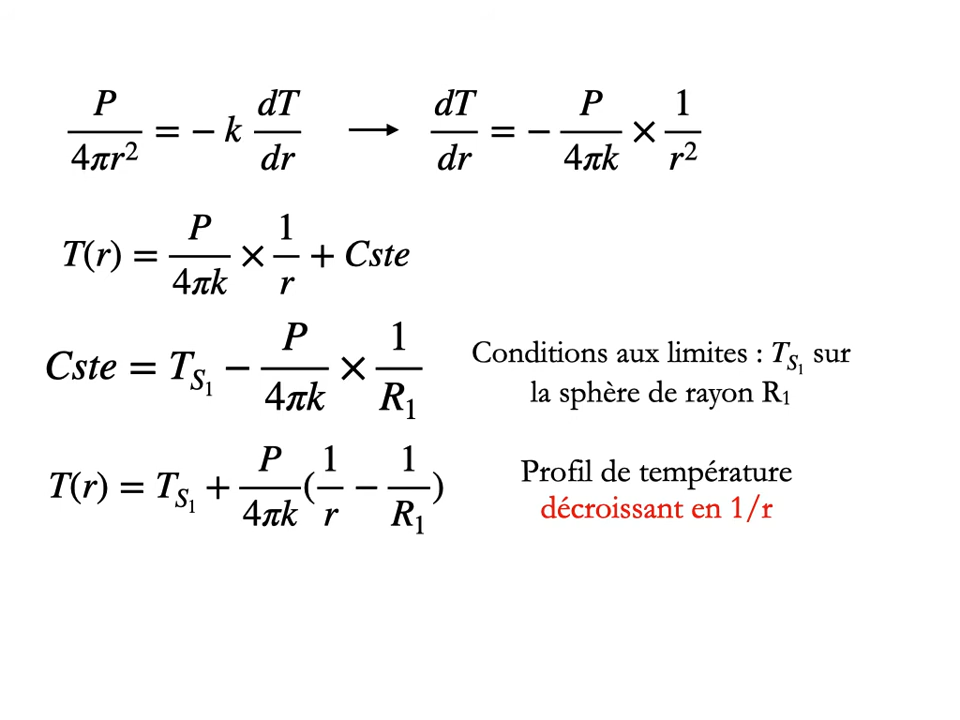 P/(4πr²) = − k dT/dr → dT/dr = − P/(4πk) × 1/r²
T(r) = P/(4πk) × 1/r + Cste
Cste = T_{S₁} − P/(4πk) × 1/R₁
Conditions aux limites : T_{S₁} sur
la sphère de rayon R₁
T(r) = T_{S₁} + P/(4πk)(1/r − 1/R₁)
Profil de température
décroissant en 1/r